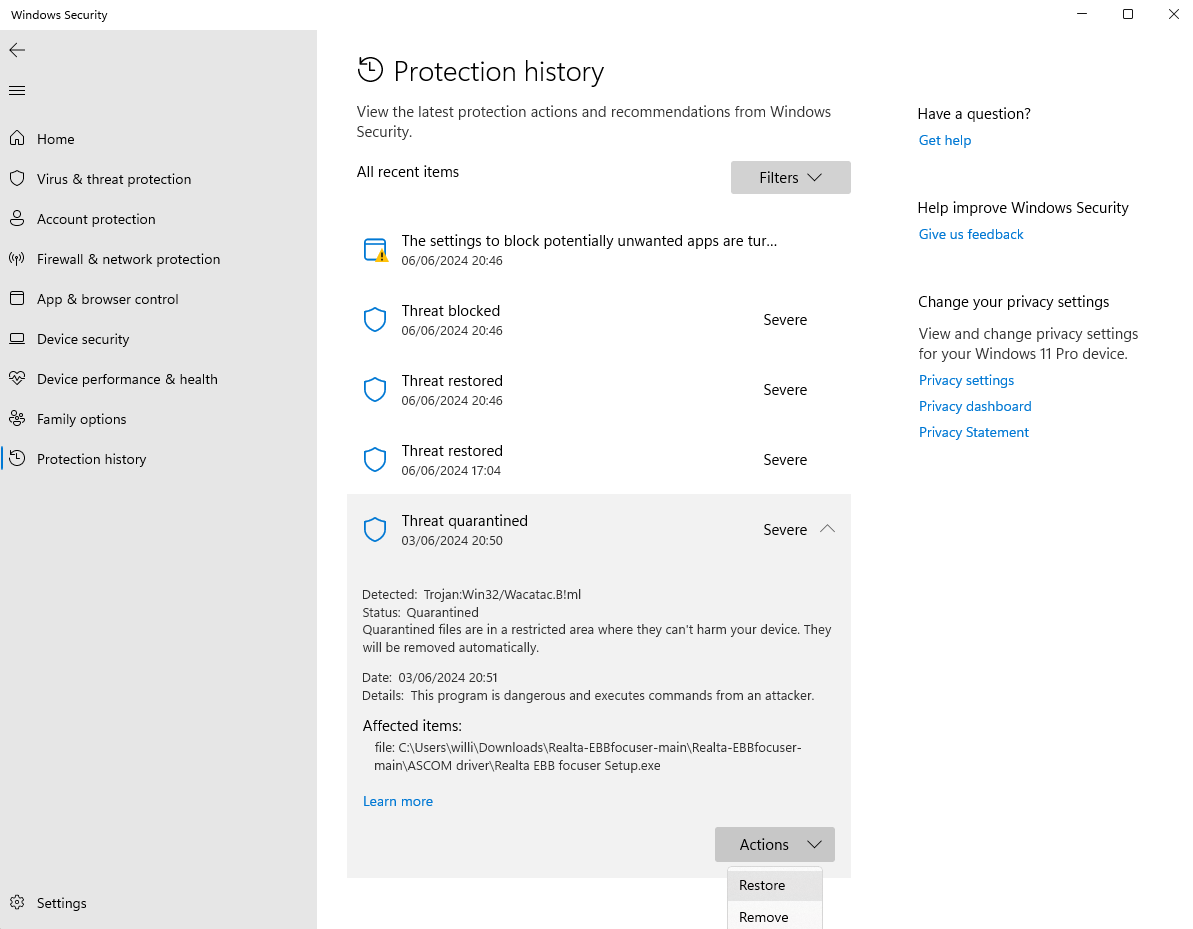 Windows Security
Home
Virus & threat protection
Account protection
Firewall & network protection
App & browser control
Device security
Device performance & health
Family options
Protection history
Settings
Protection history
View the latest protection actions and recommendations from Windows
Security.
All recent items
Filters
The settings to block potentially unwanted apps are tur...
06/06/2024 20:46
Threat blocked
06/06/2024 20:46
Severe
Threat restored
06/06/2024 20:46
Severe
Threat restored
06/06/2024 17:04
Severe
Threat quarantined
03/06/2024 20:50
Severe
Detected: Trojan:Win32/Wacatac.B!ml
Status: Quarantined
Quarantined files are in a restricted area where they can't harm your device. They
will be removed automatically.
Date: 03/06/2024 20:51
Details: This program is dangerous and executes commands from an attacker.
Affected items:
file: C:\Users\willi\Downloads\Realta-EBBfocuser-main\Realta-EBBfocuser-
main\ASCOM driver\Realta EBB focuser Setup.exe
Learn more
Actions
Restore
Remove
Have a question?
Get help
Help improve Windows Security
Give us feedback
Change your privacy settings
View and change privacy settings
for your Windows 11 Pro device.
Privacy settings
Privacy dashboard
Privacy Statement